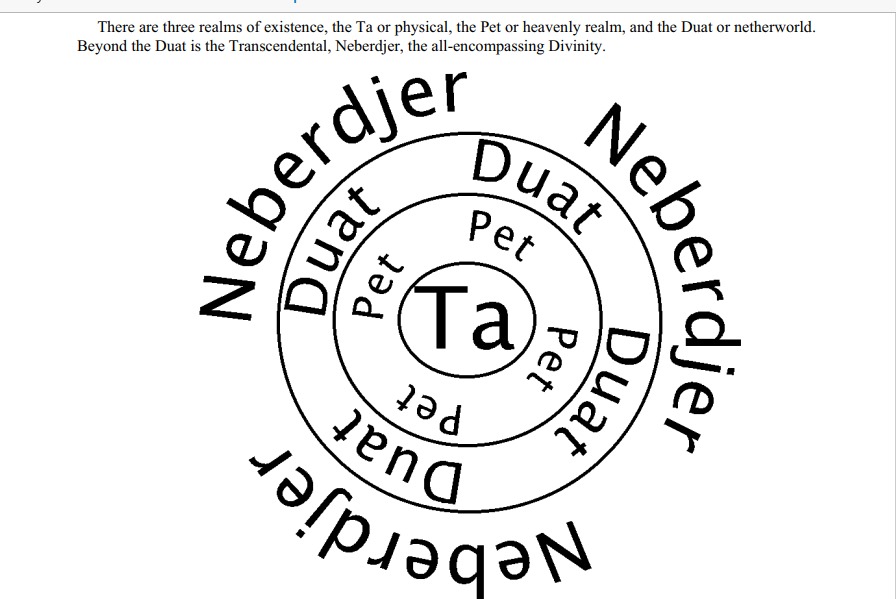 There are three realms of existence, the Ta or physical, the Pet or heavenly realm, and the Duat or netherworld.
Beyond the Duat is the Transcendental, Neberdjer, the all-encompassing Divinity.
Neberdjer
Neberdjer
Neberdjer
Duat
Duat
Duat
Duat
Pet
Pet
Pet
Pet
Ta